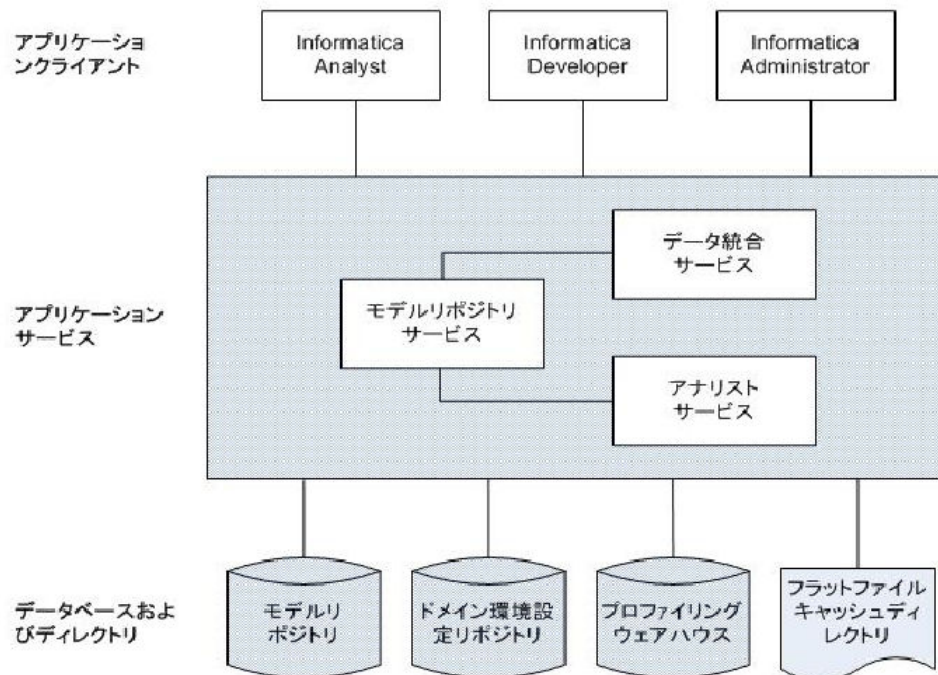 アプリケーショ
ンクライアント
Informatica
Analyst
Informatica
Developer
Informatica
Administrator
アプリケーション
サービス
データ統合
サービス
モデルリポジトリ
サービス
アナリスト
サービス
データベースおよ
びディレクトリ
モデルリ
ポジトリ
ドメイン環境設
定リポジトリ
プロファイリング
ウェアハウス
フラットファイル
キャッシュディ
レクトリ